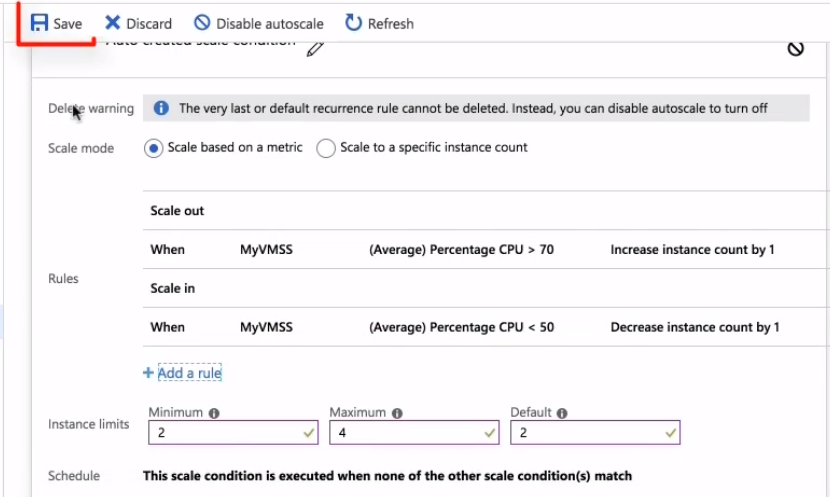 Save Discard Disable autoscale Refresh
Auto created scale condition
Delete warning The very last or default recurrence rule cannot be deleted. Instead, you can disable autoscale to turn off
Scale mode Scale based on a metric Scale to a specific instance count
Scale out
When MyVMSS (Average) Percentage CPU > 70 Increase instance count by 1
Rules
Scale in
When MyVMSS (Average) Percentage CPU < 50 Decrease instance count by 1
+ Add a rule
Minimum Maximum Default
Instance limits
2 4 2
Schedule This scale condition is executed when none of the other scale condition(s) match